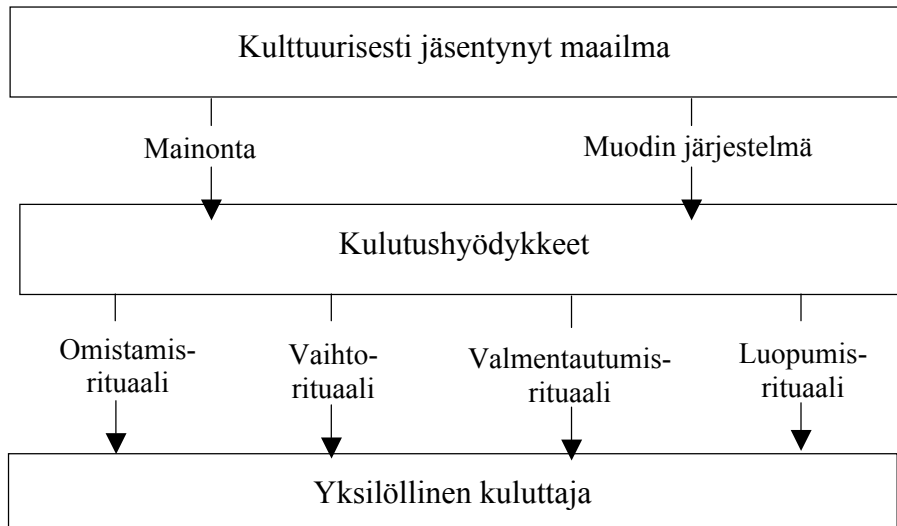 Kulttuurisesti jäsentynyt maailma
Mainonta
Muodin järjestelmä
Kulutushyödykkeet
Omistamis-
rituaali
Vaihto-
rituaali
Valmentautumis-
rituaali
Luopumis-
rituaali
Yksilöllinen kuluttaja